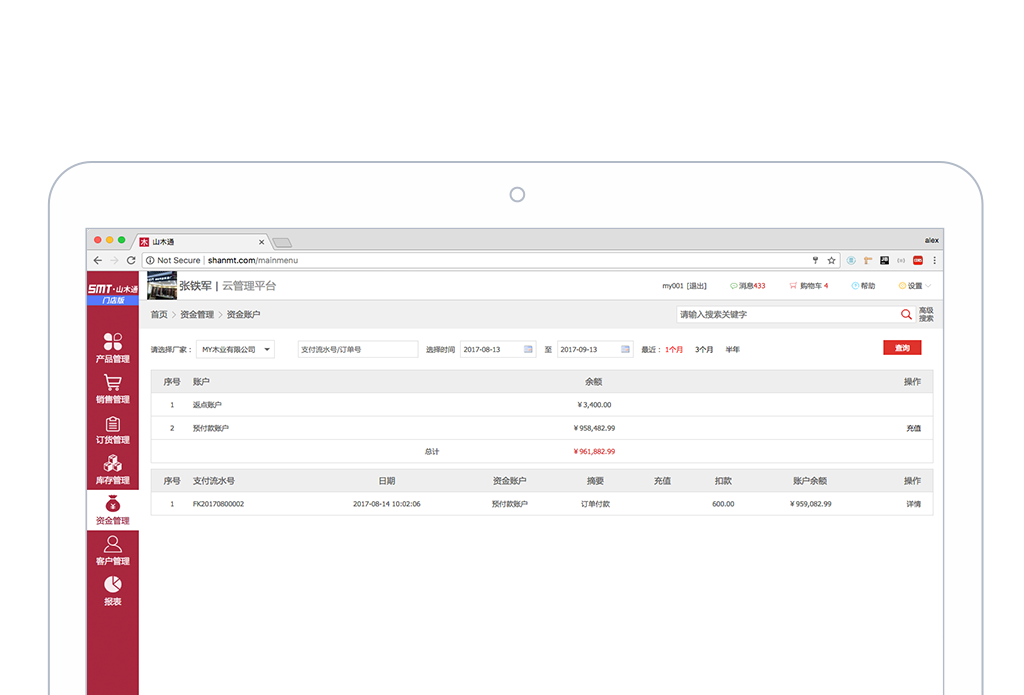 山木通
alex
Not Secure | shanmt.com/mainmenu
SMT·山木通
门店版
张铁军 | 云管理平台
my001 [退出] 消息433 购物车 4 帮助 设置
首页 > 资金管理 > 资金账户
请输入搜索关键字
高级
搜索
请选择厂家： MY木业有限公司 支付流水号/订单号 选择时间 2017-08-13 至 2017-09-13 最近： 1个月 3个月 半年 查询
产品管理
销售管理
订货管理
库存管理
资金管理
客户管理
报表
序号 账户 余额 操作
1 返点账户 ¥3,400.00
2 预付款账户 ¥958,482.99 充值
总计 ¥961,882.99
序号 支付流水号 日期 资金账户 摘要 充值 扣款 账户余额 操作
1 FK20170800002 2017-08-14 10:02:06 预付款账户 订单付款 600.00 ¥959,082.99 详情